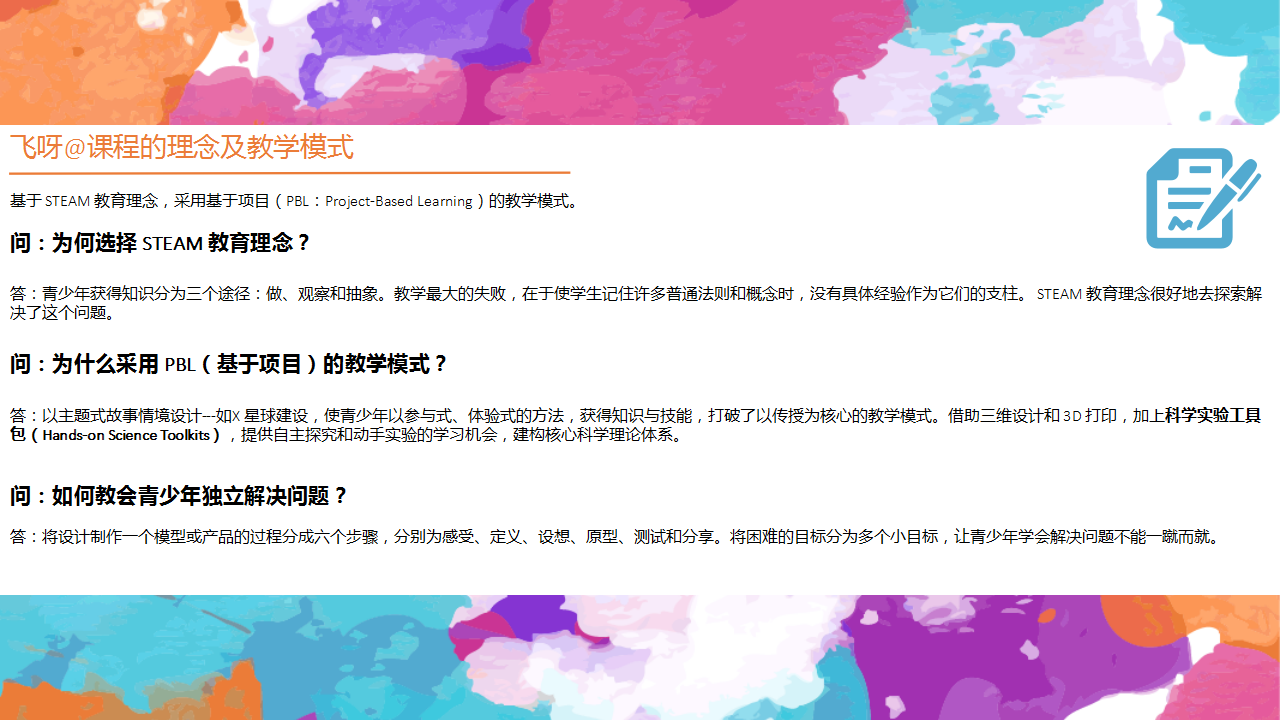 飞呀@课程的理念及教学模式
基于 STEAM 教育理念，采用基于项目（PBL：Project-Based Learning）的教学模式。
问：为何选择 STEAM 教育理念？
答：青少年获得知识分为三个途径：做、观察和抽象。教学最大的失败，在于使学生记住许多普通法则和概念时，没有具体经验作为它们的支柱。 STEAM 教育理念很好地去探索解
决了这个问题。
问：为什么采用 PBL（基于项目）的教学模式？
答：以主题式故事情境设计---如X 星球建设，使青少年以参与式、体验式的方法，获得知识与技能，打破了以传授为核心的教学模式。借助三维设计和 3D 打印，加上科学实验工具
包（Hands-on Science Toolkits），提供自主探究和动手实验的学习机会，建构核心科学理论体系。
问：如何教会青少年独立解决问题？
答：将设计制作一个模型或产品的过程分成六个步骤，分别为感受、定义、设想、原型、测试和分享。将困难的目标分为多个小目标，让青少年学会解决问题不能一蹴而就。